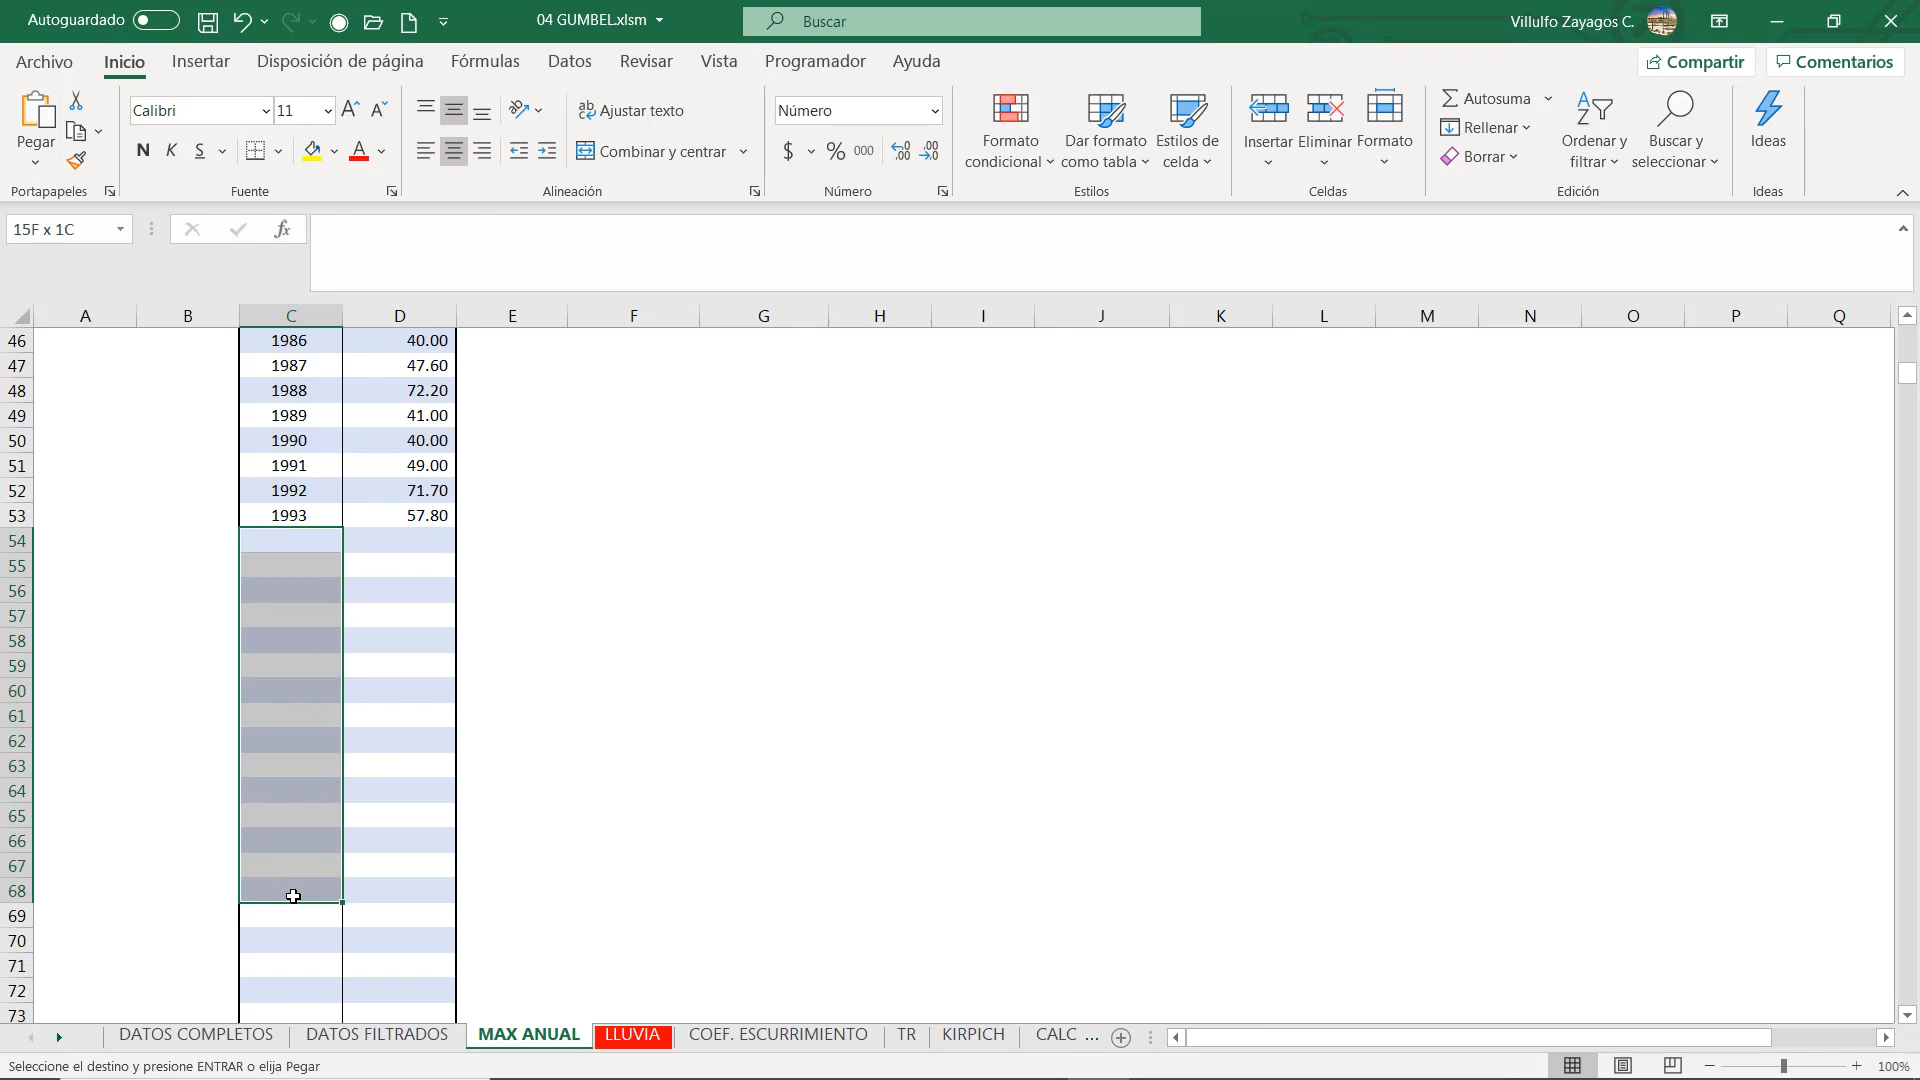 Autoguardado
04 GUMBEL.xlsm
Buscar
Villulfo Zayagos C.
Archivo Inicio Insertar Disposición de página Fórmulas Datos Revisar Vista Programador Ayuda
Compartir
Comentarios
Pegar
Portapapeles
Calibri 11
N K S
A A
Fuente
Ajustar texto
Combinar y centrar
Alineación
Número
$ % 000
Número
Formato condicional
Dar formato como tabla
Estilos de celda
Estilos
Insertar Eliminar Formato
Celdas
Autosuma
Rellenar
Borrar
Ordenar y filtrar
Buscar y seleccionar
Edición
Ideas
Ideas
15F x 1C
fx
A B C D E F G H I J K L M N O P Q
46 1986 40.00
47 1987 47.60
48 1988 72.20
49 1989 41.00
50 1990 40.00
51 1991 49.00
52 1992 71.70
53 1993 57.80
54
55
56
57
58
59
60
61
62
63
64
65
66
67
68
69
70
71
72
73
DATOS COMPLETOS DATOS FILTRADOS MAX ANUAL LLUVIA COEF. ESCURRIMIENTO TR KIRPICH CALC ...
Seleccione el destino y presione ENTRAR o elija Pegar
100%